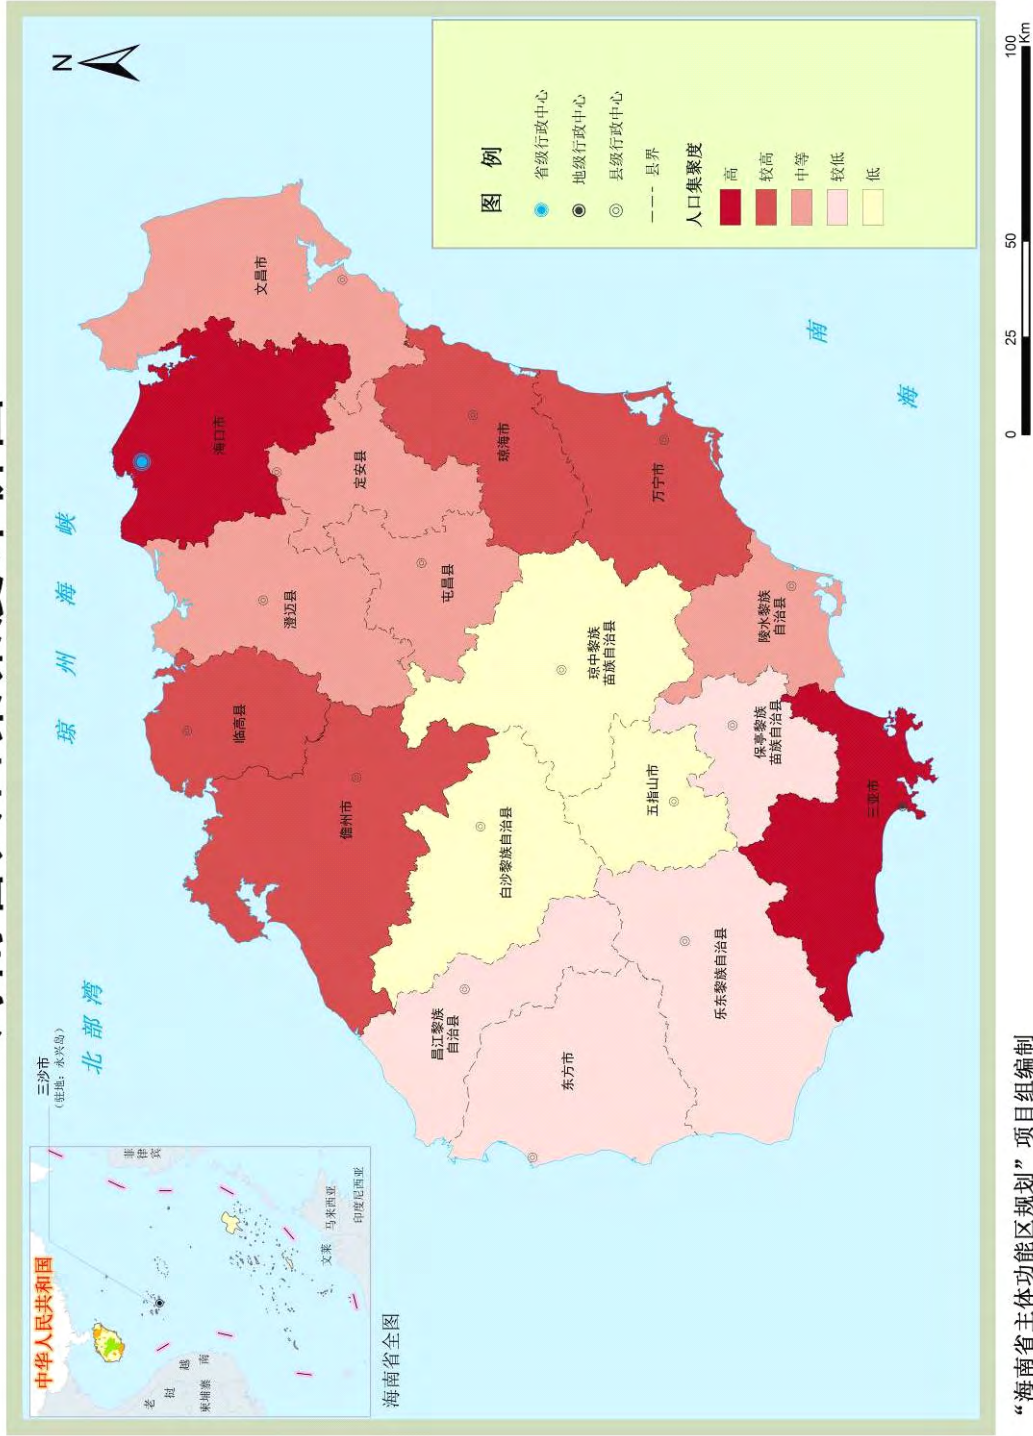 中华人民共和国
三沙市
(驻地：永兴岛)
老
挝
越
南
柬埔寨
菲
律
宾
文莱
马来西亚
印度尼西亚
海南省全图
北部湾
琼州海峡
南
海
N
海口市
文昌市
定安县
琼海市
澄迈县
屯昌县
临高县
儋州市
万宁市
琼中黎族
苗族自治县
白沙黎族自治县
五指山市
陵水黎族
自治县
保亭黎族
苗族自治县
三亚市
昌江黎族
自治县
东方市
乐东黎族自治县
图例
省级行政中心
地级行政中心
县级行政中心
县界
人口集聚度
高
较高
中等
较低
低
“海南省主体功能区规划”项目组编制
0
25
50
100
Km